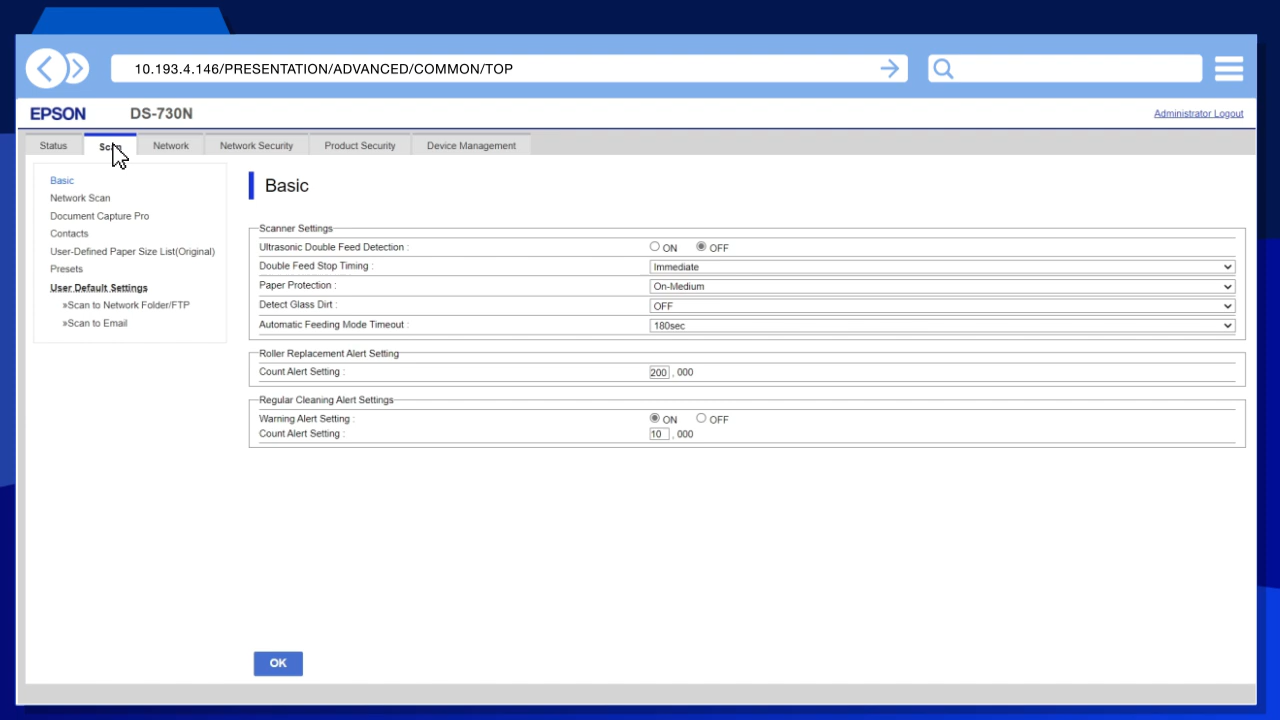 10.193.4.146/PRESENTATION/ADVANCED/COMMON/TOP
EPSON DS-730N Administrator Logout
Status Network Network Security Product Security Device Management
Basic
Network Scan
Document Capture Pro
Contacts
User-Defined Paper Size List(Original)
Presets
User Default Settings
»Scan to Network Folder/FTP
»Scan to Email
Basic
Scanner Settings
Ultrasonic Double Feed Detection : ON OFF
Double Feed Stop Timing : Immediate
Paper Protection : On-Medium
Detect Glass Dirt : OFF
Automatic Feeding Mode Timeout : 180sec
Roller Replacement Alert Setting
Count Alert Setting : 200 , 000
Regular Cleaning Alert Settings
Warning Alert Setting : ON OFF
Count Alert Setting : 10 , 000
OK